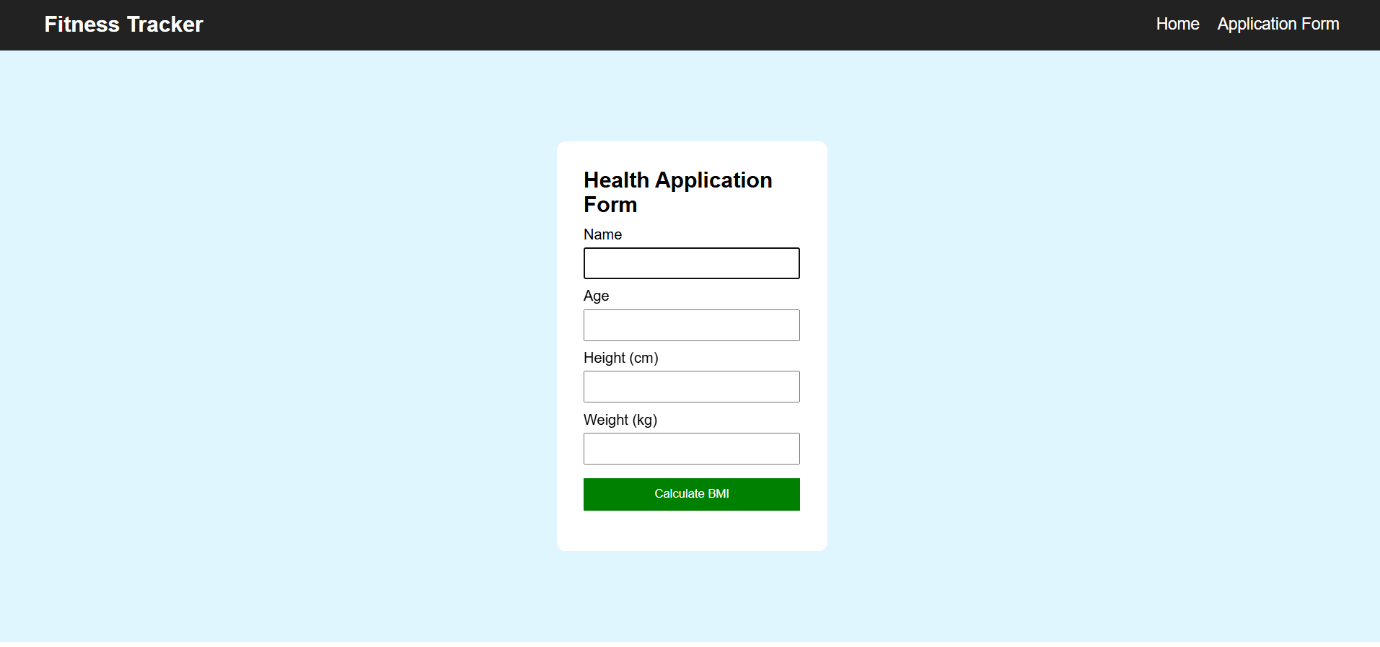 Fitness Tracker
Home Application Form
Health Application
Form
Name
Age
Height (cm)
Weight (kg)
Calculate BMI